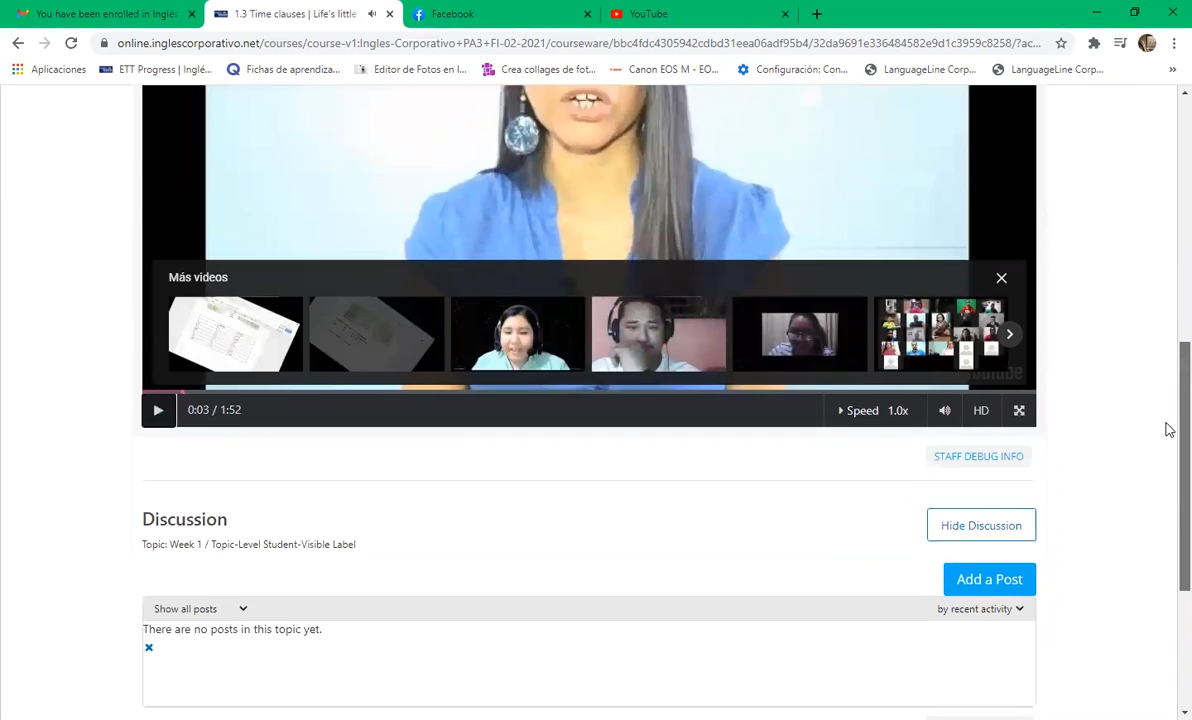 You have been enrolled in Inglés
1.3 Time clauses | Life's little
Facebook
YouTube
online.inglescorporativo.net/courses/course-v1:Ingles-Corporativo+PA3+FI-02-2021/courseware/bbc4fdc4305942cdbd31eea06adf95b4/32da9691e336484582e9d1c3959c8258/?ac...
Aplicaciones
ETT Progress | Inglé...
Fichas de aprendiza...
Editor de Fotos en l...
Crea collages de fot...
Canon EOS M - EO...
Configuración: Con...
LanguageLine Corp...
LanguageLine Corp...
Más videos
0:03 / 1:52
Speed 1.0x
HD
STAFF DEBUG INFO
Discussion
Hide Discussion
Topic: Week 1 / Topic-Level Student-Visible Label
Add a Post
Show all posts
by recent activity
There are no posts in this topic yet.